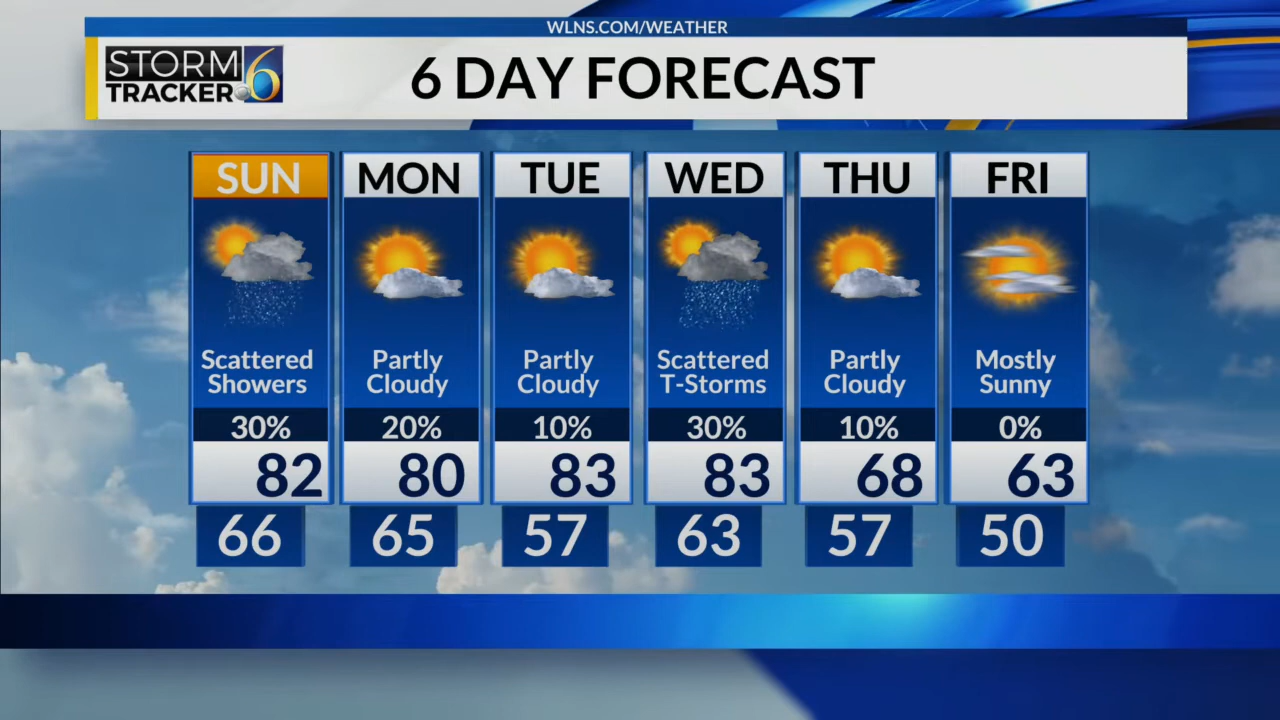 WLNS.COM/WEATHER
STORM
TRACKER 6
6 DAY FORECAST
SUN MON TUE WED THU FRI
Scattered Partly Partly Scattered Partly Mostly
Showers Cloudy Cloudy T-Storms Cloudy Sunny
30% 20% 10% 30% 10% 0%
82 80 83 83 68 63
66 65 57 63 57 50